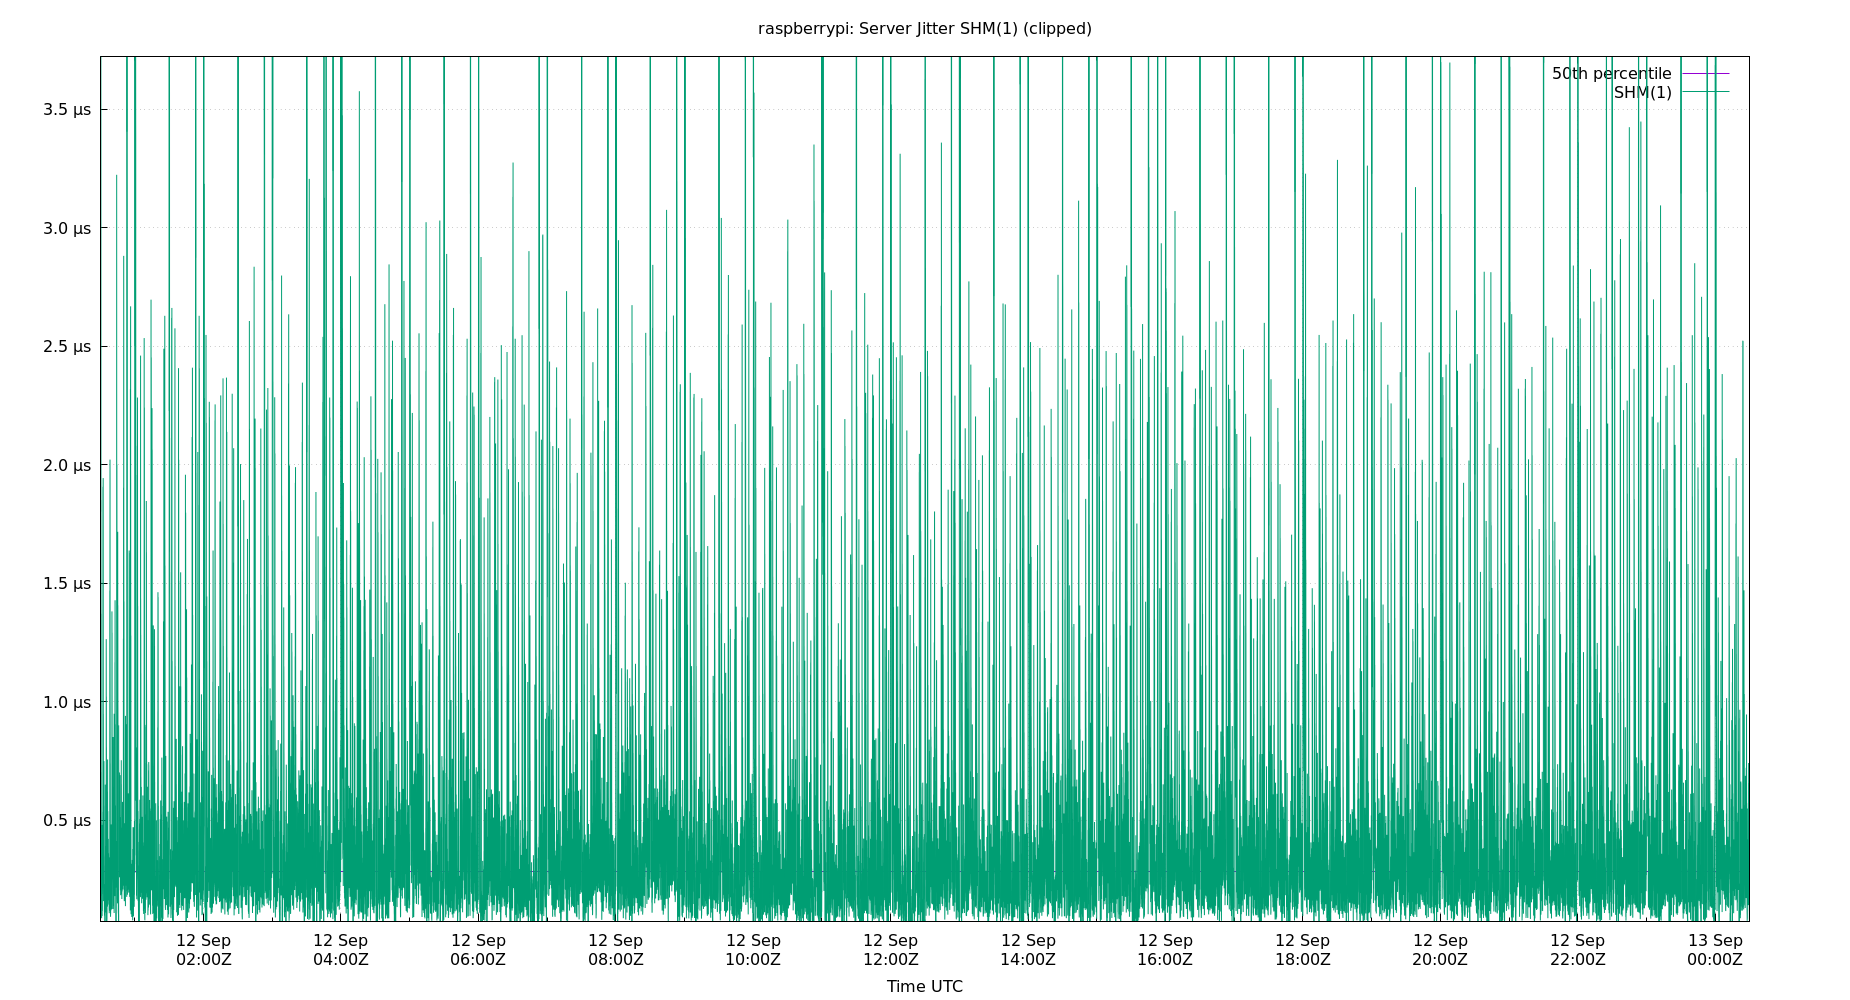 raspberrypi: Server Jitter SHM(1) (clipped)
50th percentile
SHM(1)
3.5 µs
3.0 µs
2.5 µs
2.0 µs
1.5 µs
1.0 µs
0.5 µs
12 Sep 12 Sep 12 Sep 12 Sep 12 Sep 12 Sep 12 Sep 12 Sep 12 Sep 12 Sep 12 Sep 13 Sep
02:00Z 04:00Z 06:00Z 08:00Z 10:00Z 12:00Z 14:00Z 16:00Z 18:00Z 20:00Z 22:00Z 00:00Z
Time UTC